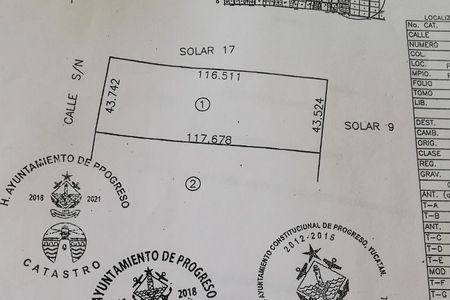 SOLAR 17
CALLE S/N
116.511
43.742
1
43.524
SOLAR 9
117.678
2
H. AYUNTAMIENTO DE PROGRESO
2018 2021
CATASTRO
AYUNTAMIENTO DE PROGRESO
2018
AYUNTAMIENTO CONSTITUCIONAL DE PROGRESO, YUCATAN.
2012-2015
LOCALIZ
No. CAT.
CALLE
NUMERO
COL.
LOC.
MPIO.
FOLIO
TOMO
LIB.
DEST.
CAMB.
ORIG.
CLASE
REG.
GRAV.
ANT. (
T-A
T-B
ANT.
T-C
T-D
T-E
MOD
T-F
T-G